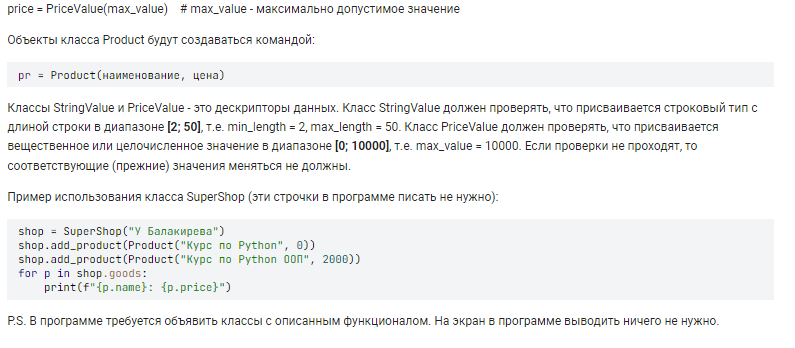 price = PriceValue(max_value)    # max_value - максимально допустимое значение
Объекты класса Product будут создаваться командой:
pr = Product(наименование, цена)
Классы StringValue и PriceValue - это дескрипторы данных. Класс StringValue должен проверять, что присваивается строковый тип с
длиной строки в диапазоне [2; 50], т.е. min_length = 2, max_length = 50. Класс PriceValue должен проверять, что присваивается
вещественное или целочисленное значение в диапазоне [0; 10000], т.е. max_value = 10000. Если проверки не проходят, то
соответствующие (прежние) значения меняться не должны.
Пример использования класса SuperShop (эти строчки в программе писать не нужно):
shop = SuperShop("У Балакирева")
shop.add_product(Product("Курс по Python", 0))
shop.add_product(Product("Курс по Python ООП", 2000))
for p in shop.goods:
    print(f"{p.name}: {p.price}")
P.S. В программе требуется объявить классы с описанным функционалом. На экран в программе выводить ничего не нужно.